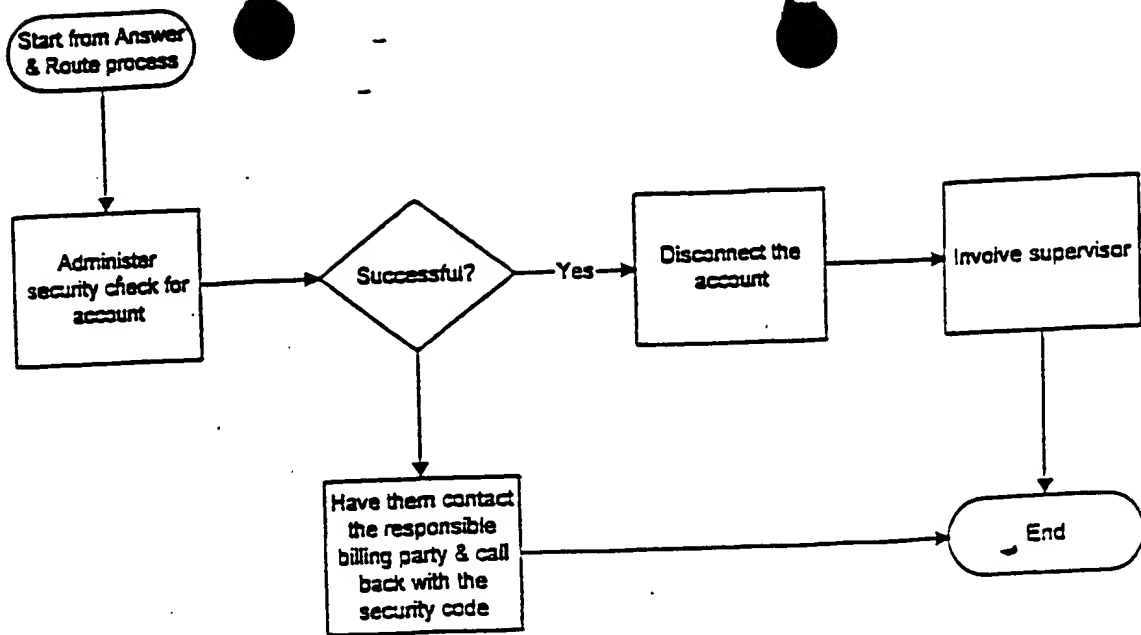 Start from Answer
& Route process
Administer
security check for
account
Successful?
Yes
Disconnect the
account
Involve supervisor
Have them contact
the responsible
billing party & call
back with the
security code
End